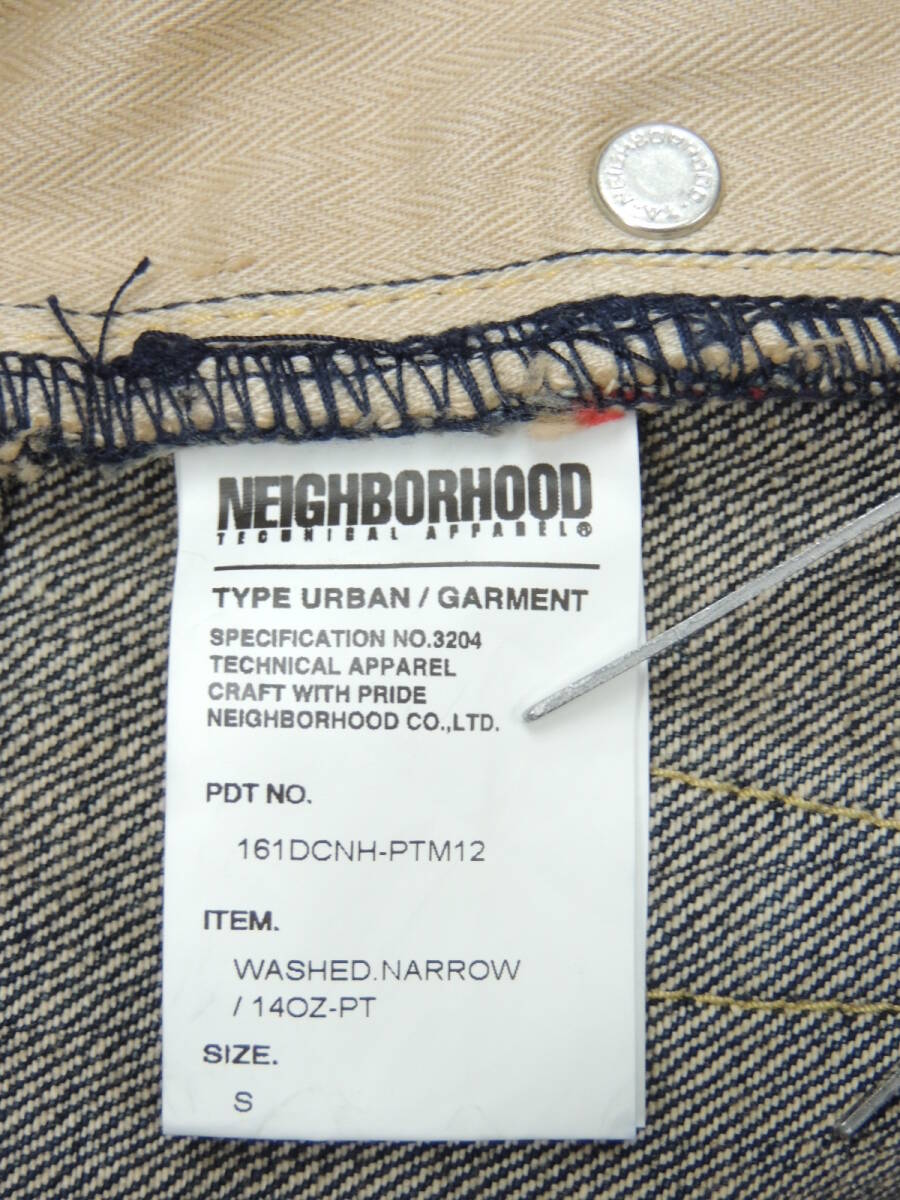 NEIGHBORHOOD
NEIGHBORHOOD
TECHNICAL APPAREL®
TYPE URBAN / GARMENT
SPECIFICATION NO.3204
TECHNICAL APPAREL
CRAFT WITH PRIDE
NEIGHBORHOOD CO.,LTD.
PDT NO.
161DCNH-PTM12
ITEM.
WASHED.NARROW
/ 14OZ-PT
SIZE.
S